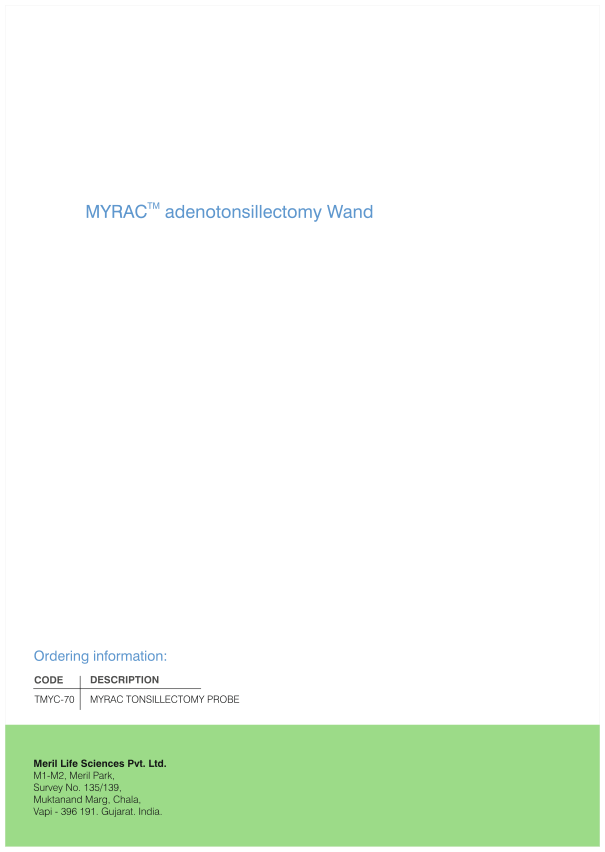 MYRAC™ adenotonsillectomy Wand
Ordering information:
CODE DESCRIPTION
TMYC-70 MYRAC TONSILLECTOMY PROBE
Meril Life Sciences Pvt. Ltd.
M1-M2, Meril Park,
Survey No. 135/139,
Muktanand Marg, Chala,
Vapi - 396 191. Gujarat. India.